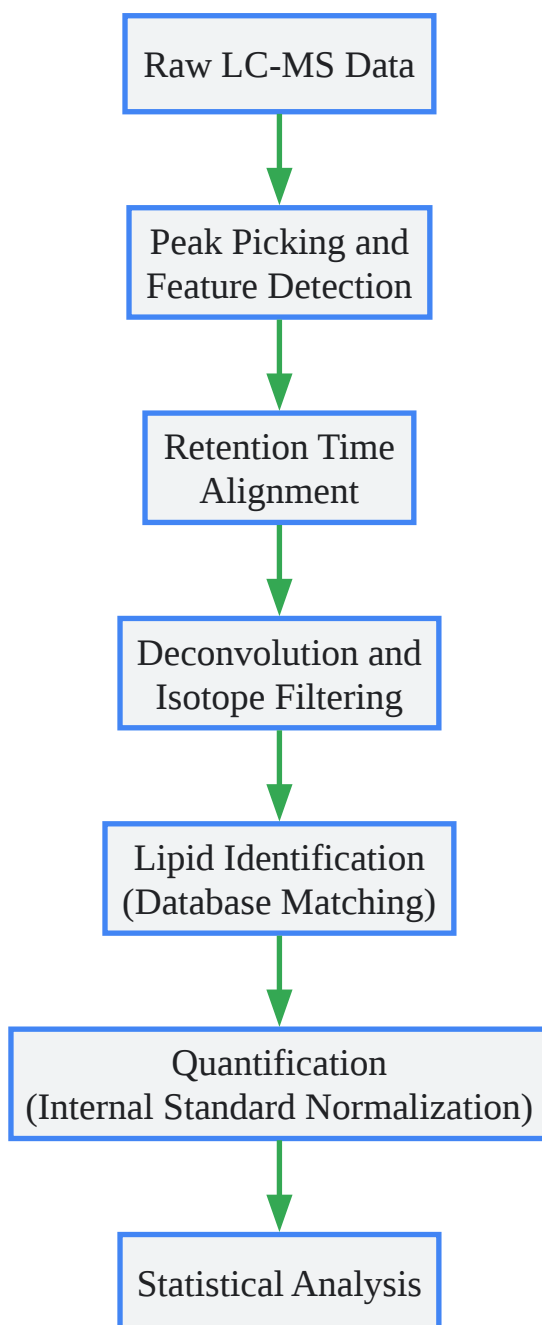 Raw LC-MS Data
Peak Picking and
Feature Detection
Retention Time
Alignment
Deconvolution and
Isotope Filtering
Lipid Identification
(Database Matching)
Quantification
(Internal Standard Normalization)
Statistical Analysis